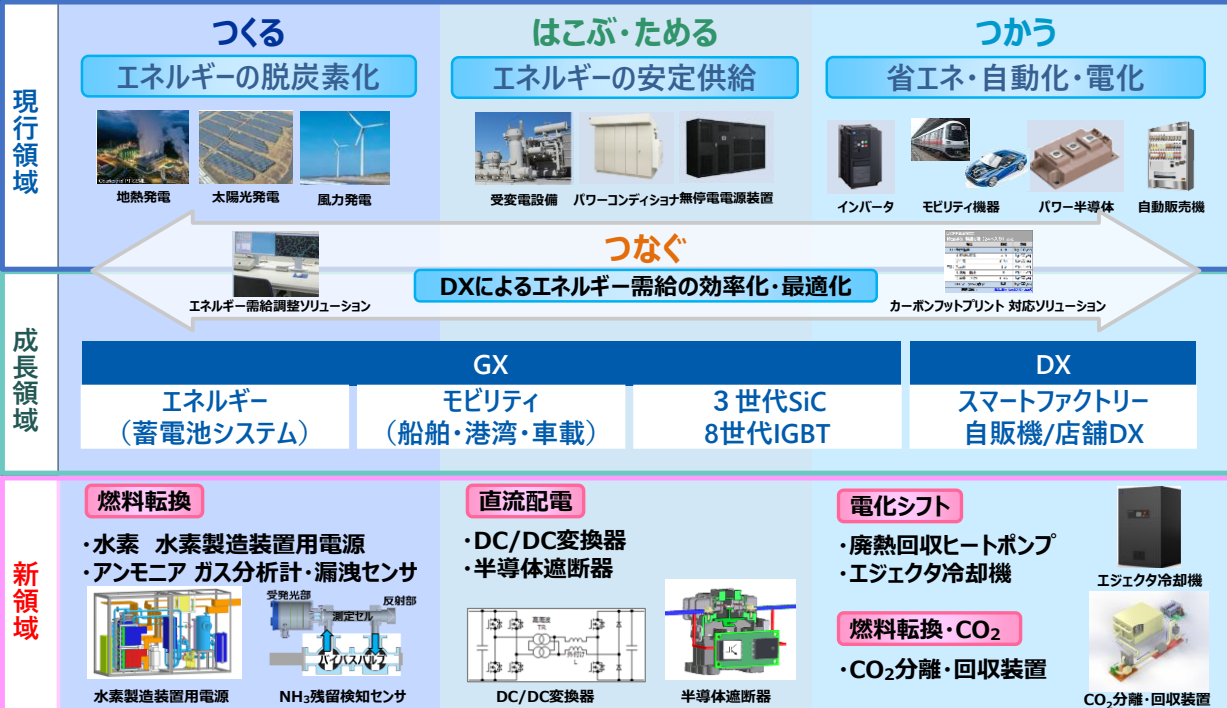 現行領域
つくる
エネルギーの脱炭素化
地熱発電
太陽光発電
風力発電
はこぶ・ためる
エネルギーの安定供給
受変電設備
パワーコンディショナ
無停電電源装置
つかう
省エネ・自動化・電化
インバータ
モビリティ機器
パワー半導体
自動販売機
つなぐ
DXによるエネルギー需給の効率化・最適化
エネルギー需給調整ソリューション
カーボンフットプリント 対応ソリューション
成長領域
GX
エネルギー
（蓄電池システム）
モビリティ
（船舶・港湾・車載）
３世代SiC
8世代IGBT
DX
スマートファクトリー
自販機/店舗DX
新領域
燃料転換
・水素 水素製造装置用電源
・アンモニア ガス分析計・漏洩センサ
水素製造装置用電源
受発光部
反射部
測定セル
バイパスバルブ
NH₃残留検知センサ
直流配電
・DC/DC変換器
・半導体遮断器
TR
L
DC/DC変換器
半導体遮断器
電化シフト
・廃熱回収ヒートポンプ
・エジェクタ冷却機
エジェクタ冷却機
燃料転換・CO₂
・CO₂分離・回収装置
CO₂分離・回収装置